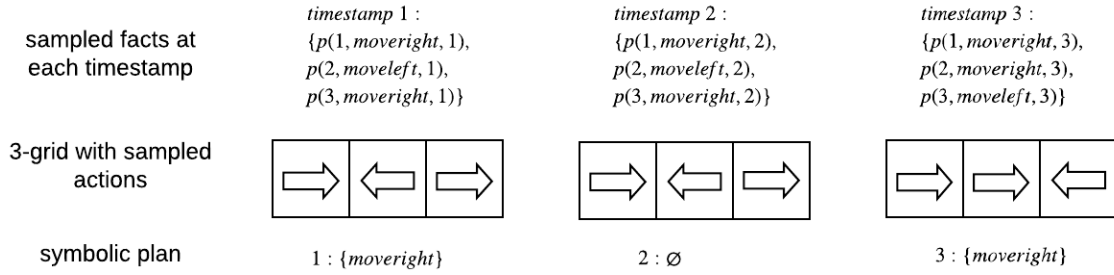 sampled facts at
each timestamp
timestamp 1 :
{p(1, moveright, 1),
p(2, moveleft, 1),
p(3, moveright, 1)}
timestamp 2 :
{p(1, moveright, 2),
p(2, moveleft, 2),
p(3, moveright, 2)}
timestamp 3 :
{p(1, moveright, 3),
p(2, moveright, 3),
p(3, moveleft, 3)}
3-grid with sampled
actions
symbolic plan
1 : {moveright}
2 : ∅
3 : {moveright}